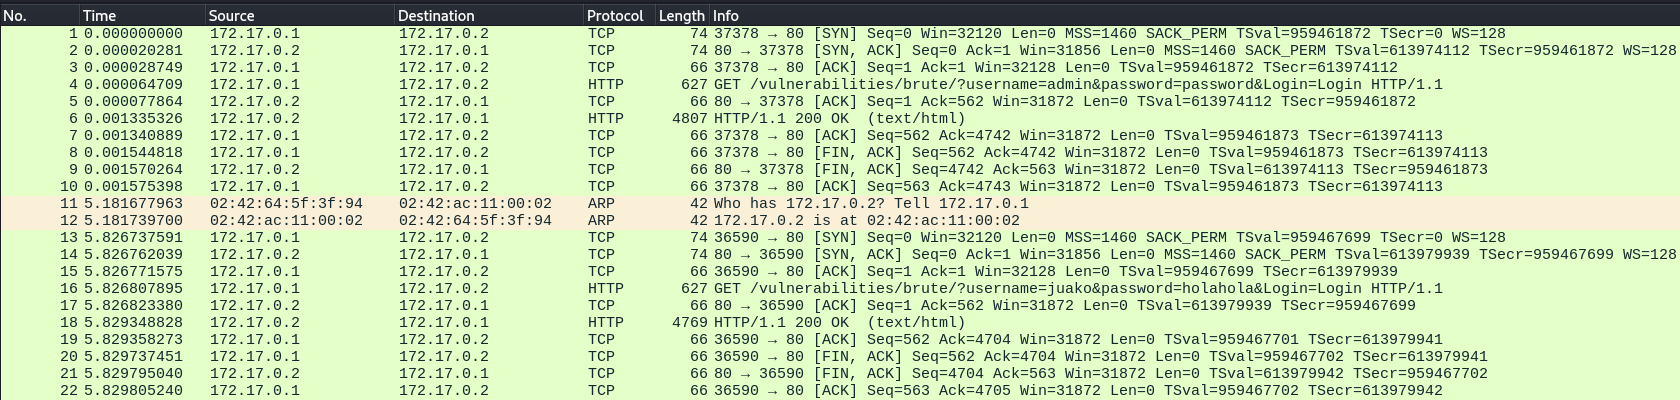 No. Time Source Destination Protocol Length Info
1 0.000000000 172.17.0.1 172.17.0.2 TCP 74 37378 → 80 [SYN] Seq=0 Win=32120 Len=0 MSS=1460 SACK_PERM TSval=959461872 TSecr=0 WS=128
2 0.000020281 172.17.0.2 172.17.0.1 TCP 74 80 → 37378 [SYN, ACK] Seq=0 Ack=1 Win=31856 Len=0 MSS=1460 SACK_PERM TSval=613974112 TSecr=959461872 WS=128
3 0.000028749 172.17.0.1 172.17.0.2 TCP 66 37378 → 80 [ACK] Seq=1 Ack=1 Win=32128 Len=0 TSval=959461872 TSecr=613974112
4 0.000064709 172.17.0.1 172.17.0.2 HTTP 627 GET /vulnerabilities/brute/?username=admin&password=password&Login=Login HTTP/1.1
5 0.000077864 172.17.0.2 172.17.0.1 TCP 66 80 → 37378 [ACK] Seq=1 Ack=562 Win=31872 Len=0 TSval=613974112 TSecr=959461872
6 0.001335326 172.17.0.2 172.17.0.1 HTTP 4807 HTTP/1.1 200 OK (text/html)
7 0.001340889 172.17.0.1 172.17.0.2 TCP 66 37378 → 80 [ACK] Seq=562 Ack=4742 Win=31872 Len=0 TSval=959461873 TSecr=613974113
8 0.001544818 172.17.0.1 172.17.0.2 TCP 66 37378 → 80 [FIN, ACK] Seq=562 Ack=4742 Win=31872 Len=0 TSval=959461873 TSecr=613974113
9 0.001570264 172.17.0.2 172.17.0.1 TCP 66 80 → 37378 [FIN, ACK] Seq=4742 Ack=563 Win=31872 Len=0 TSval=613974113 TSecr=959461873
10 0.001575398 172.17.0.1 172.17.0.2 TCP 66 37378 → 80 [ACK] Seq=563 Ack=4743 Win=31872 Len=0 TSval=959461873 TSecr=613974113
11 5.181677963 02:42:64:5f:3f:94 02:42:ac:11:00:02 ARP 42 Who has 172.17.0.2? Tell 172.17.0.1
12 5.181739700 02:42:ac:11:00:02 02:42:64:5f:3f:94 ARP 42 172.17.0.2 is at 02:42:ac:11:00:02
13 5.826737591 172.17.0.1 172.17.0.2 TCP 74 36590 → 80 [SYN] Seq=0 Win=32120 Len=0 MSS=1460 SACK_PERM TSval=959467699 TSecr=0 WS=128
14 5.826762039 172.17.0.2 172.17.0.1 TCP 74 80 → 36590 [SYN, ACK] Seq=0 Ack=1 Win=31856 Len=0 MSS=1460 SACK_PERM TSval=613979939 TSecr=959467699 WS=128
15 5.826771575 172.17.0.1 172.17.0.2 TCP 66 36590 → 80 [ACK] Seq=1 Ack=1 Win=32128 Len=0 TSval=959467699 TSecr=613979939
16 5.826807895 172.17.0.1 172.17.0.2 HTTP 627 GET /vulnerabilities/brute/?username=juako&password=holahola&Login=Login HTTP/1.1
17 5.826823380 172.17.0.2 172.17.0.1 TCP 66 80 → 36590 [ACK] Seq=1 Ack=562 Win=31872 Len=0 TSval=613979939 TSecr=959467699
18 5.829348828 172.17.0.2 172.17.0.1 HTTP 4769 HTTP/1.1 200 OK (text/html)
19 5.829358273 172.17.0.1 172.17.0.2 TCP 66 36590 → 80 [ACK] Seq=562 Ack=4704 Win=31872 Len=0 TSval=959467701 TSecr=613979941
20 5.829737451 172.17.0.1 172.17.0.2 TCP 66 36590 → 80 [FIN, ACK] Seq=562 Ack=4704 Win=31872 Len=0 TSval=959467702 TSecr=613979941
21 5.829795040 172.17.0.2 172.17.0.1 TCP 66 80 → 36590 [FIN, ACK] Seq=4704 Ack=563 Win=31872 Len=0 TSval=613979942 TSecr=959467702
22 5.829805240 172.17.0.1 172.17.0.2 TCP 66 36590 → 80 [ACK] Seq=563 Ack=4705 Win=31872 Len=0 TSval=959467702 TSecr=613979942